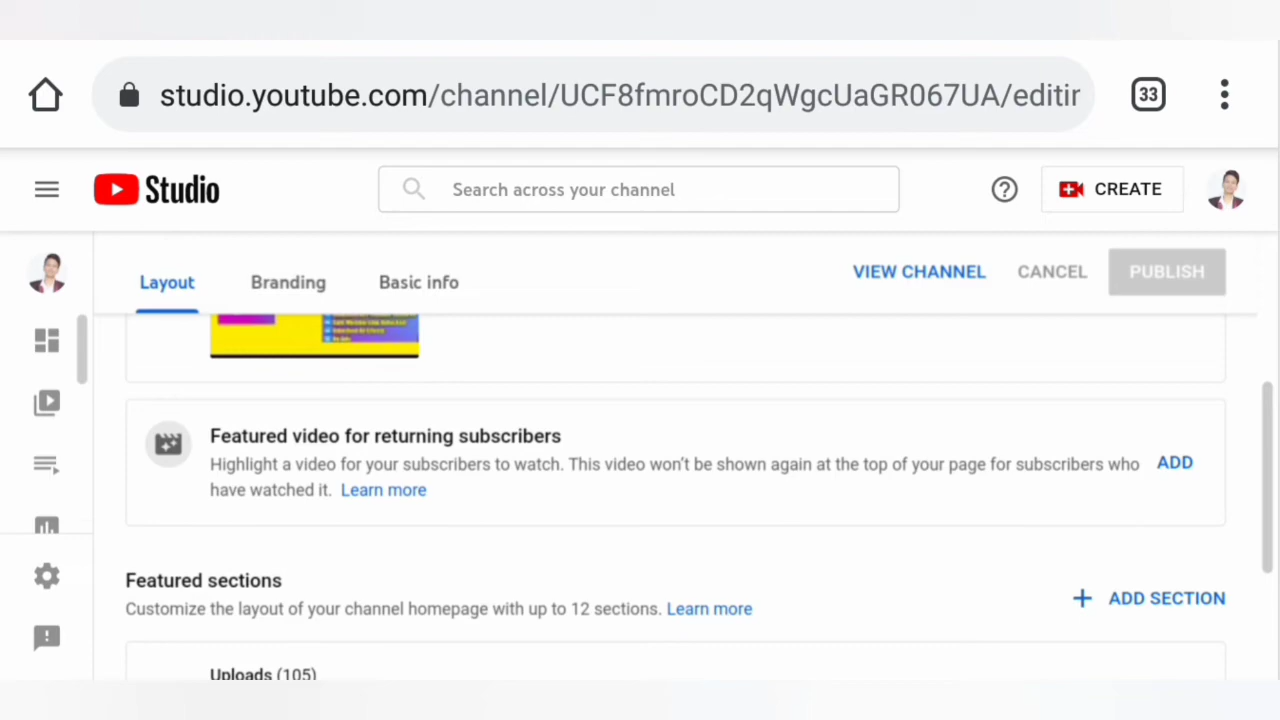 studio.youtube.com/channel/UCF8fmroCD2qWgcUaGR067UA/editir
33
Studio
Search across your channel
CREATE
Layout
Branding
Basic info
VIEW CHANNEL
CANCEL
PUBLISH
Featured video for returning subscribers
Highlight a video for your subscribers to watch. This video won't be shown again at the top of your page for subscribers who
have watched it. Learn more
ADD
Featured sections
Customize the layout of your channel homepage with up to 12 sections. Learn more
+ ADD SECTION
Uploads (105)